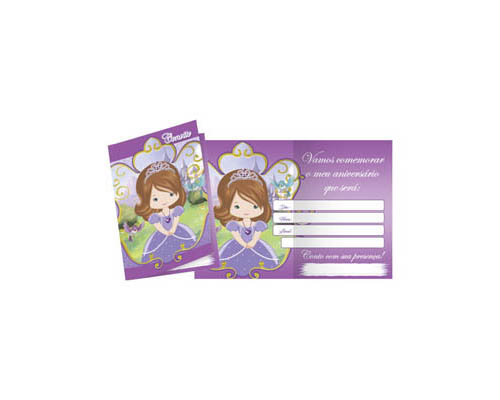 Convite
Vamos comemorar
o meu aniversário
que será:
Dia:
Hora:
Local:
Conto com sua presença!